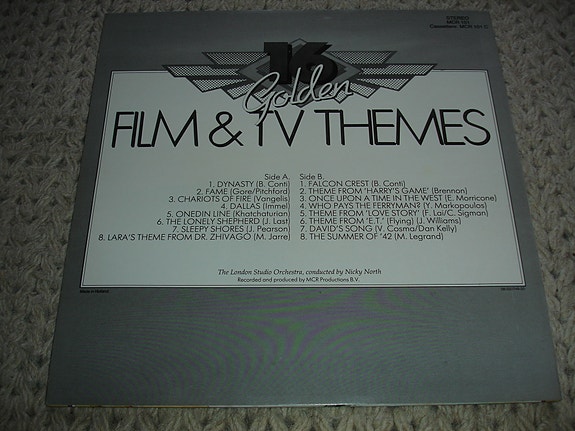 STEREO
MCR 161
16
Golden
FILM & TV THEMES
Side A.
1. DYNASTY (B. Conti)
2. FAME (Gore/Pitchford)
3. CHARIOTS OF FIRE (Vangelis)
4. DALLAS (Immel)
5. ONEDIN LINE (Khatchaturian)
6. THE LONELY SHEPHERD (J. Last)
7. SLEEPY SHORES (J. Pearson)
8. LARA'S THEME FROM DR. ZHIVAGO (M. Jarre)
Side B.
1. FALCON CREST (B. Conti)
2. THEME FROM 'HARRY'S GAME' (Brennon)
3. ONCE UPON A TIME IN THE WEST (E. Morricone)
4. WHO PAYS THE FERRYMAN? (Y. Markopoulos)
5. THEME FROM 'LOVE STORY' (F. Lai/C. Sigman)
6. THEME FROM 'E.T.' (Flying) (J. Williams)
7. DAVID'S SONG (V. Cosma/Dan Kelly)
8. THE SUMMER OF '42 (M. Legrand)
The London Studio Orchestra, conducted by Nicky North
Recorded and produced by MCR Productions B.V.
Made in Holland